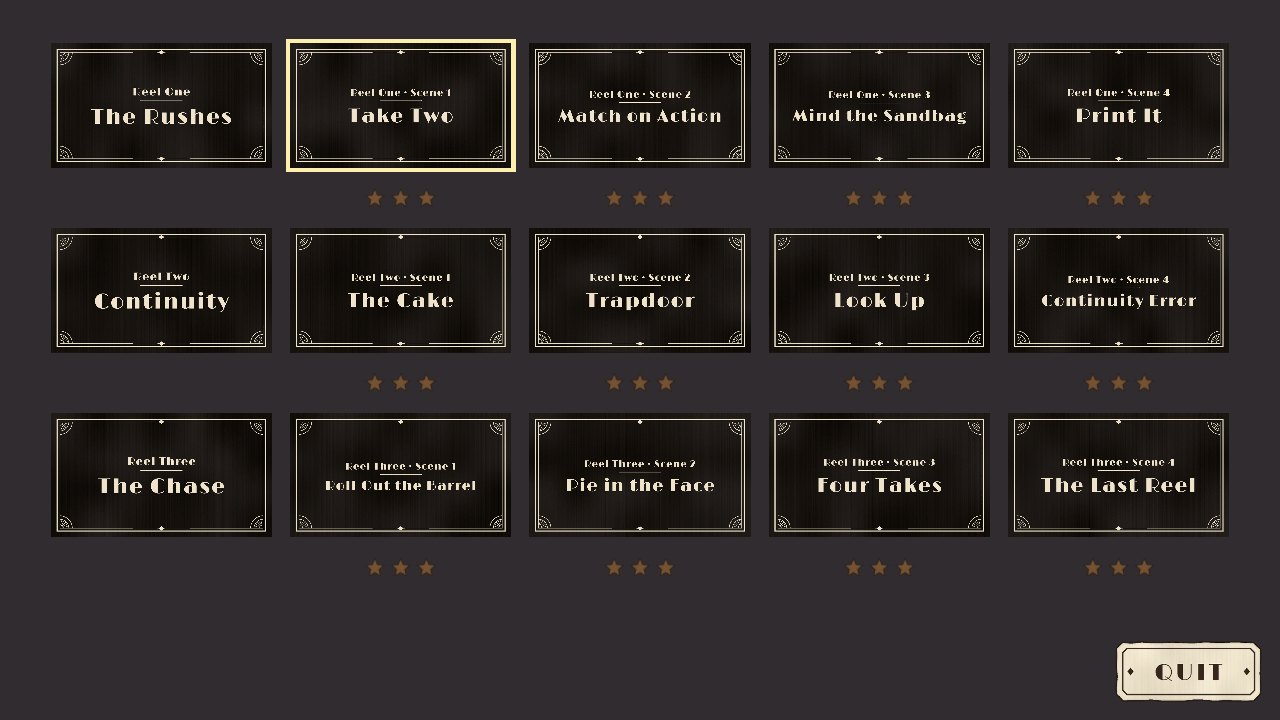 Reel One
The Rushes
Reel One · Scene 1
Take Two
Reel One · Scene 2
Match on Action
Reel One · Scene 3
Mind the Sandbag
Reel One · Scene 4
Print It
Reel Two
Continuity
Reel Two · Scene 1
The Cake
Reel Two · Scene 2
Trapdoor
Reel Two · Scene 3
Look Up
Reel Two · Scene 4
Continuity Error
Reel Three
The Chase
Reel Three · Scene 1
Roll Out the Barrel
Reel Three · Scene 2
Pie in the Face
Reel Three · Scene 3
Four Takes
Reel Three · Scene 4
The Last Reel
QUIT